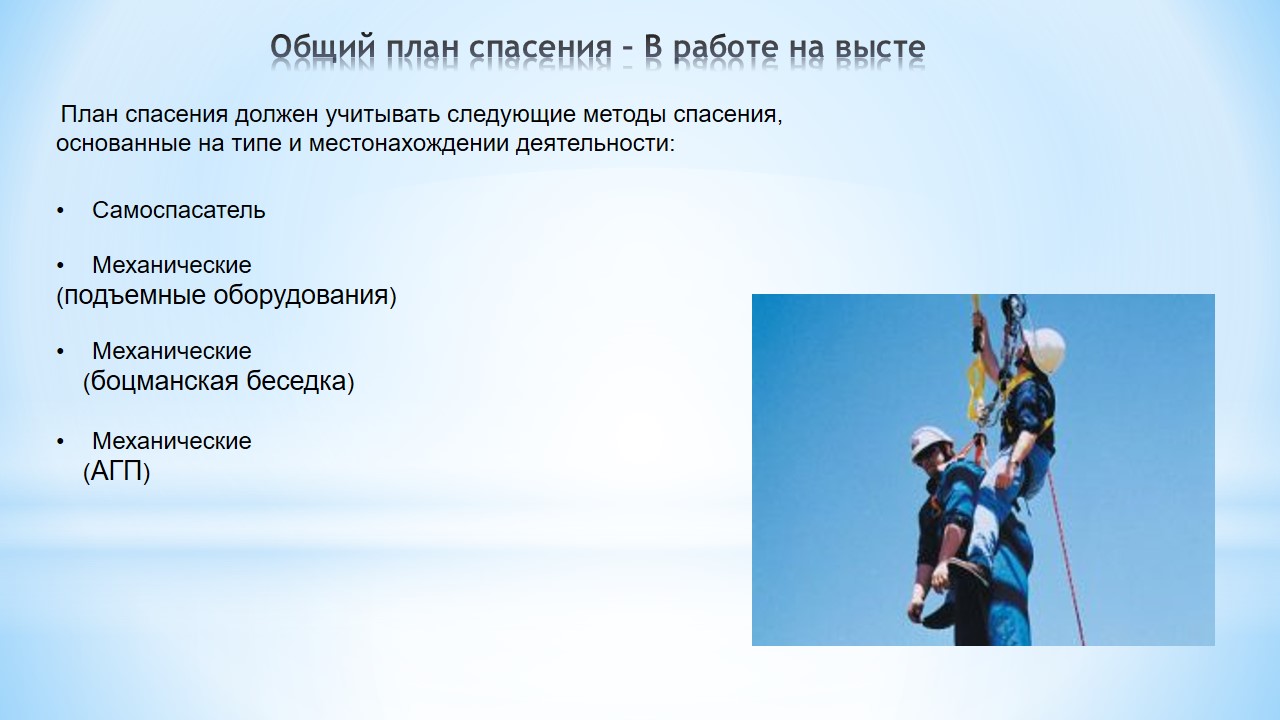 Общий план спасения – В работе на высте
План спасения должен учитывать следующие методы спасения,
основанные на типе и местонахождении деятельности:
• Самоспасатель
• Механические
(подъемные оборудования)
• Механические
(боцманская беседка)
• Механические
(АГП)